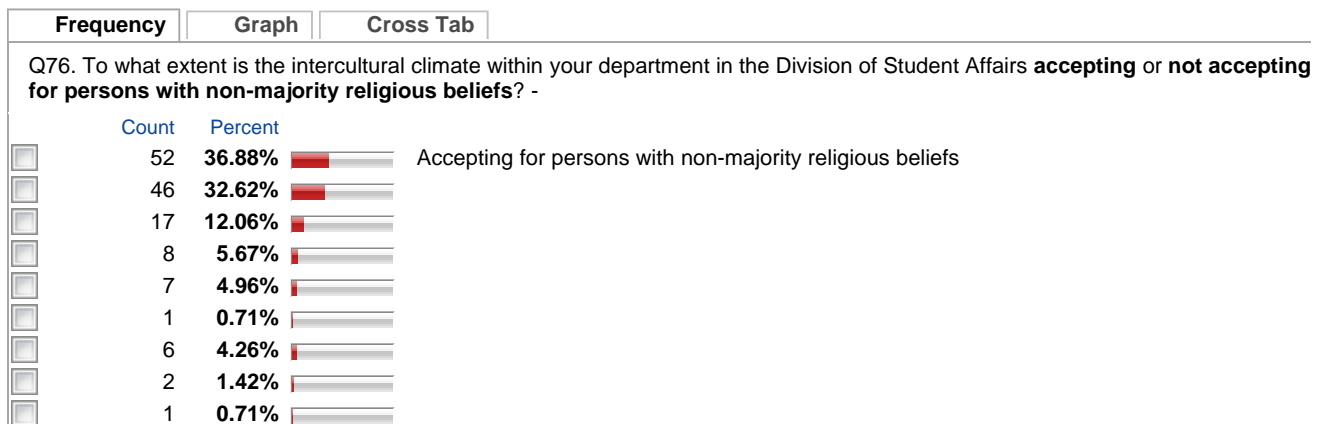 Frequency Graph Cross Tab
Q76. To what extent is the intercultural climate within your department in the Division of Student Affairs accepting or not accepting
for persons with non-majority religious beliefs? -
Count Percent
52 36.88% Accepting for persons with non-majority religious beliefs
46 32.62%
17 12.06%
8 5.67%
7 4.96%
1 0.71%
6 4.26%
2 1.42%
1 0.71%